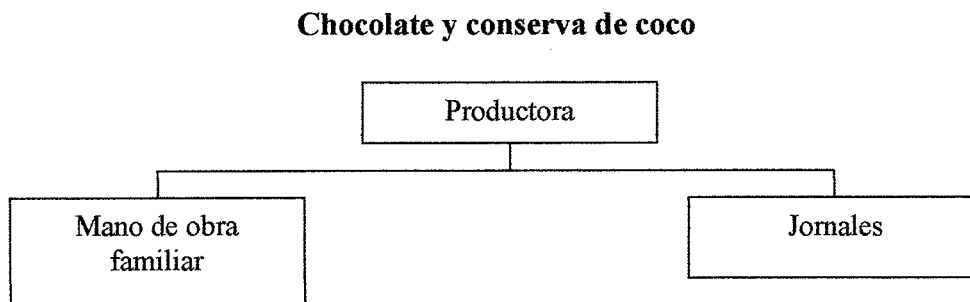 Chocolate y conserva de coco
Productora
Mano de obra
familiar
Jornales